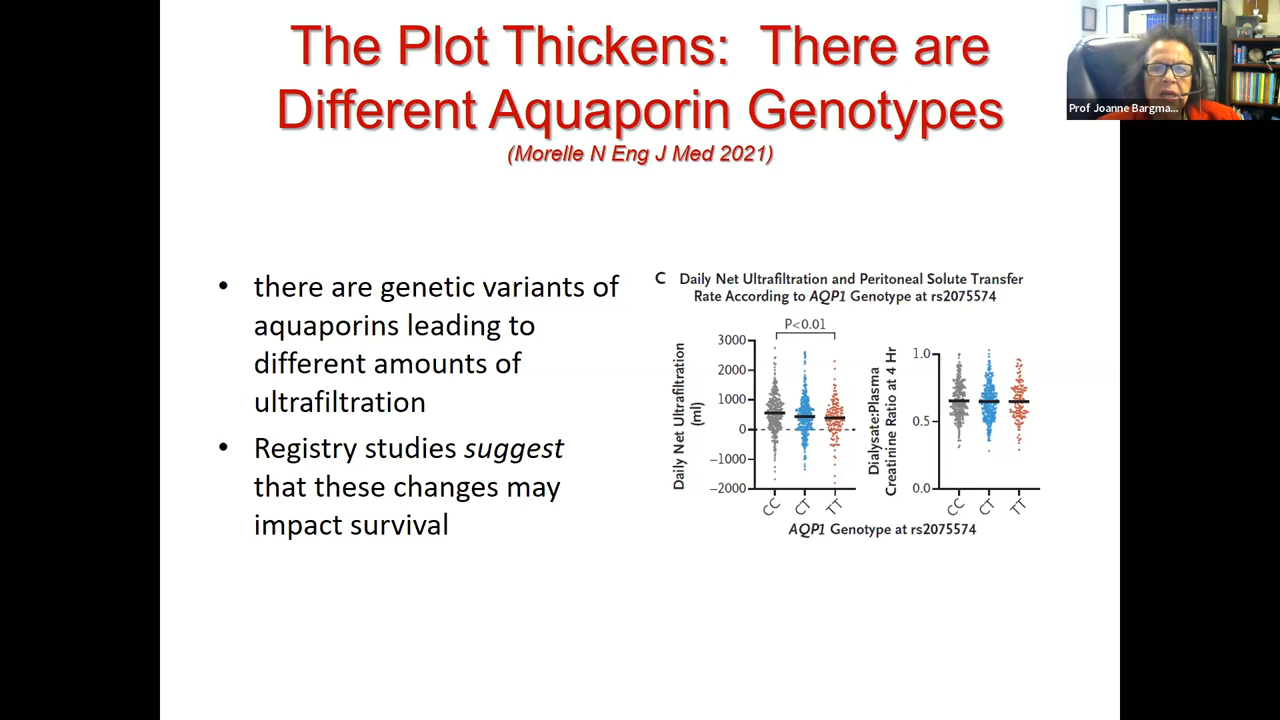 The Plot Thickens: There are
Different Aquaporin Genotypes
(Morelle N Eng J Med 2021)
Prof Joanne Bargma...
• there are genetic variants of
aquaporins leading to
different amounts of
ultrafiltration
• Registry studies suggest
that these changes may
impact survival
C Daily Net Ultrafiltration and Peritoneal Solute Transfer
Rate According to AQP1 Genotype at rs2075574
P<0.01
Daily Net Ultrafiltration
(ml)
3000
2000
1000
0
−1000
−2000
CC
CT
TT
Dialysate:Plasma
Creatinine Ratio at 4 Hr
1.0
0.5
0.0
CC
CT
TT
AQP1 Genotype at rs2075574